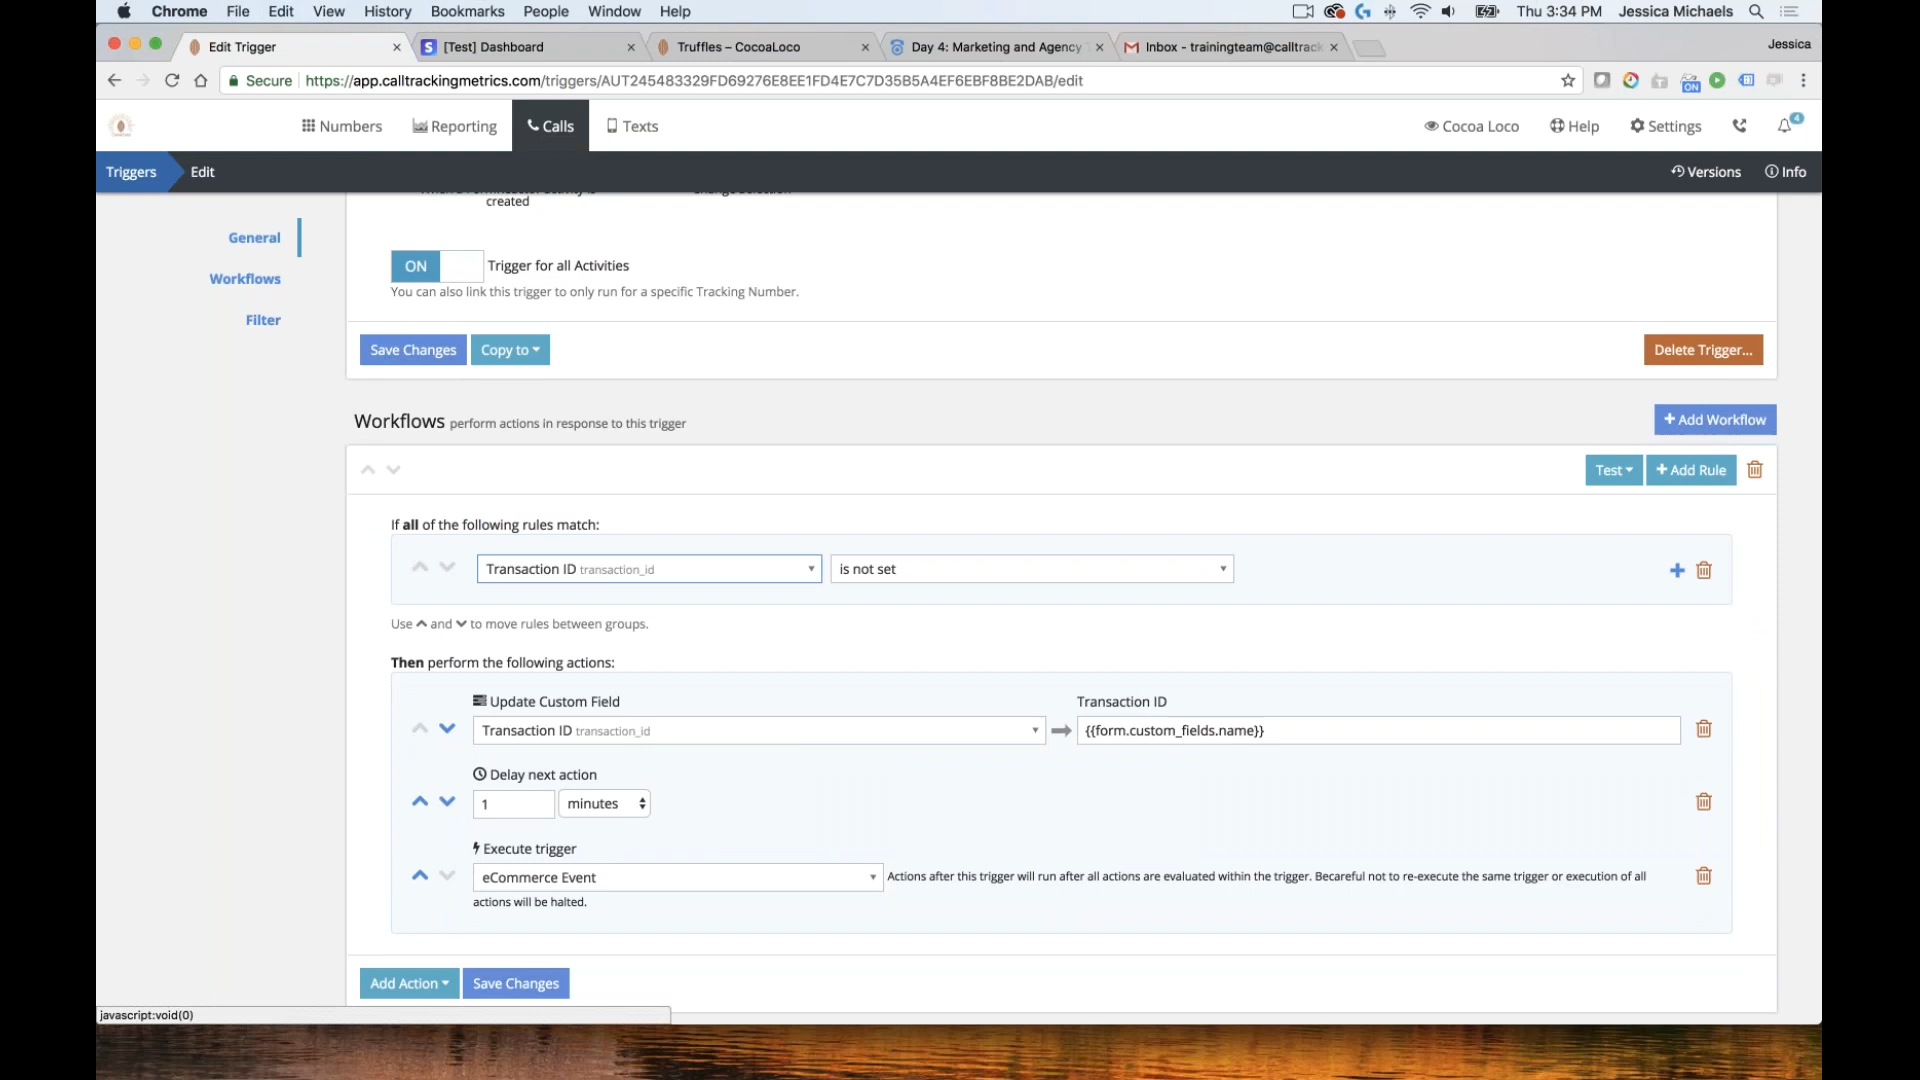 Chrome File Edit View History Bookmarks People Window Help
Thu 3:34 PM Jessica Michaels
Edit Trigger
[Test] Dashboard
Truffles – CocoaLoco
Day 4: Marketing and Agency
Inbox - trainingteam@calltrack
Jessica
Secure https://app.calltrackingmetrics.com/triggers/AUT245483329FD69276E8EE1FD4E7C7D35B5A4EF6EBF8BE2DAB/edit
ON
Numbers Reporting Calls Texts
Cocoa Loco Help Settings 4
Triggers Edit
Versions Info
created
General
Workflows
Filter
ON Trigger for all Activities
You can also link this trigger to only run for a specific Tracking Number.
Save Changes Copy to Delete Trigger...
Workflows perform actions in response to this trigger
+ Add Workflow
Test + Add Rule
If all of the following rules match:
Transaction ID transaction_id is not set
Use and to move rules between groups.
Then perform the following actions:
Update Custom Field Transaction ID
Transaction ID transaction_id {{form.custom_fields.name}}
Delay next action
1 minutes
Execute trigger
eCommerce Event Actions after this trigger will run after all actions are evaluated within the trigger. Becareful not to re-execute the same trigger or execution of all
actions will be halted.
Add Action Save Changes
javascript:void(0)